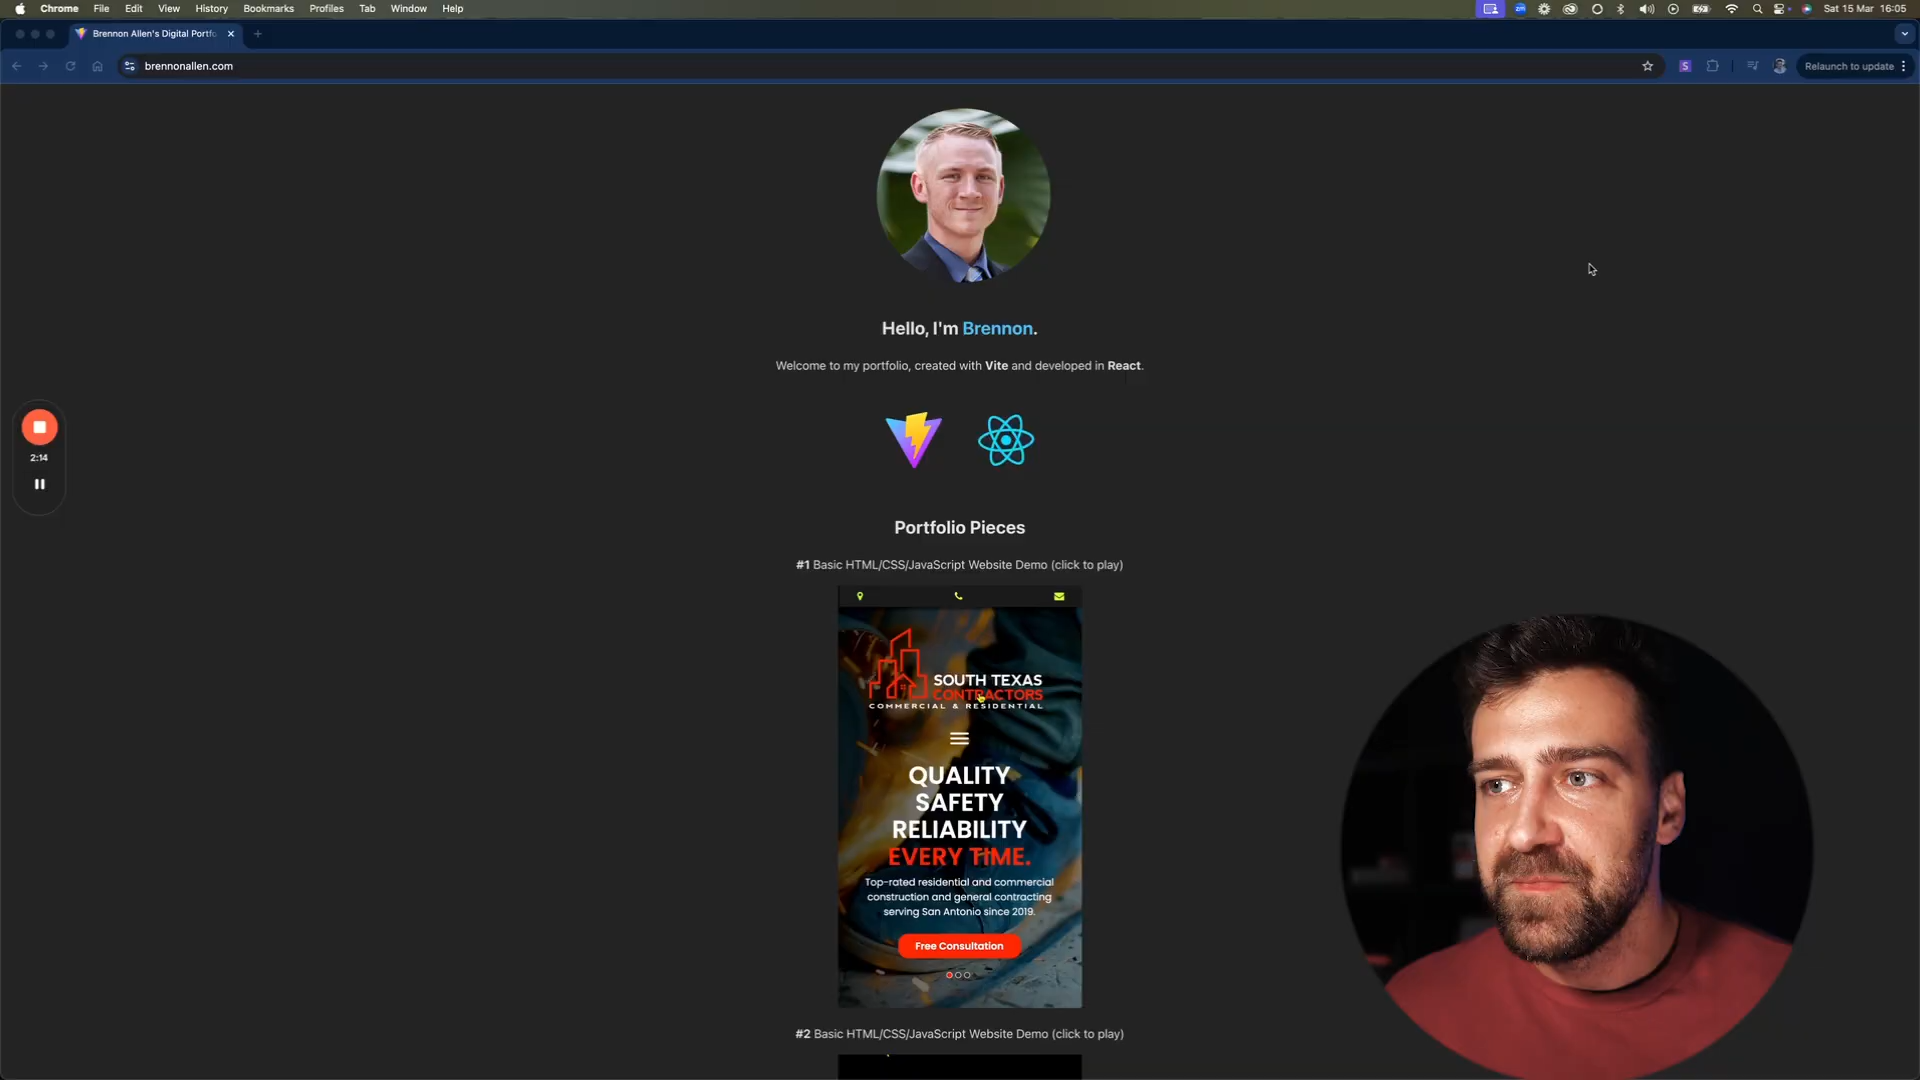 Chrome File Edit View History Bookmarks Profiles Tab Window Help
zm
Sat 15 Mar 16:05
Brennon Allen's Digital Portfo
brennonallen.com
S
Relaunch to update
Hello, I'm Brennon.
Welcome to my portfolio, created with Vite and developed in React.
2:14
Portfolio Pieces
#1 Basic HTML/CSS/JavaScript Website Demo (click to play)
SOUTH TEXAS
CONTRACTORS
COMMERCIAL & RESIDENTIAL
QUALITY
SAFETY
RELIABILITY
EVERY TIME.
Top-rated residential and commercial
construction and general contracting
serving San Antonio since 2019.
Free Consultation
#2 Basic HTML/CSS/JavaScript Website Demo (click to play)